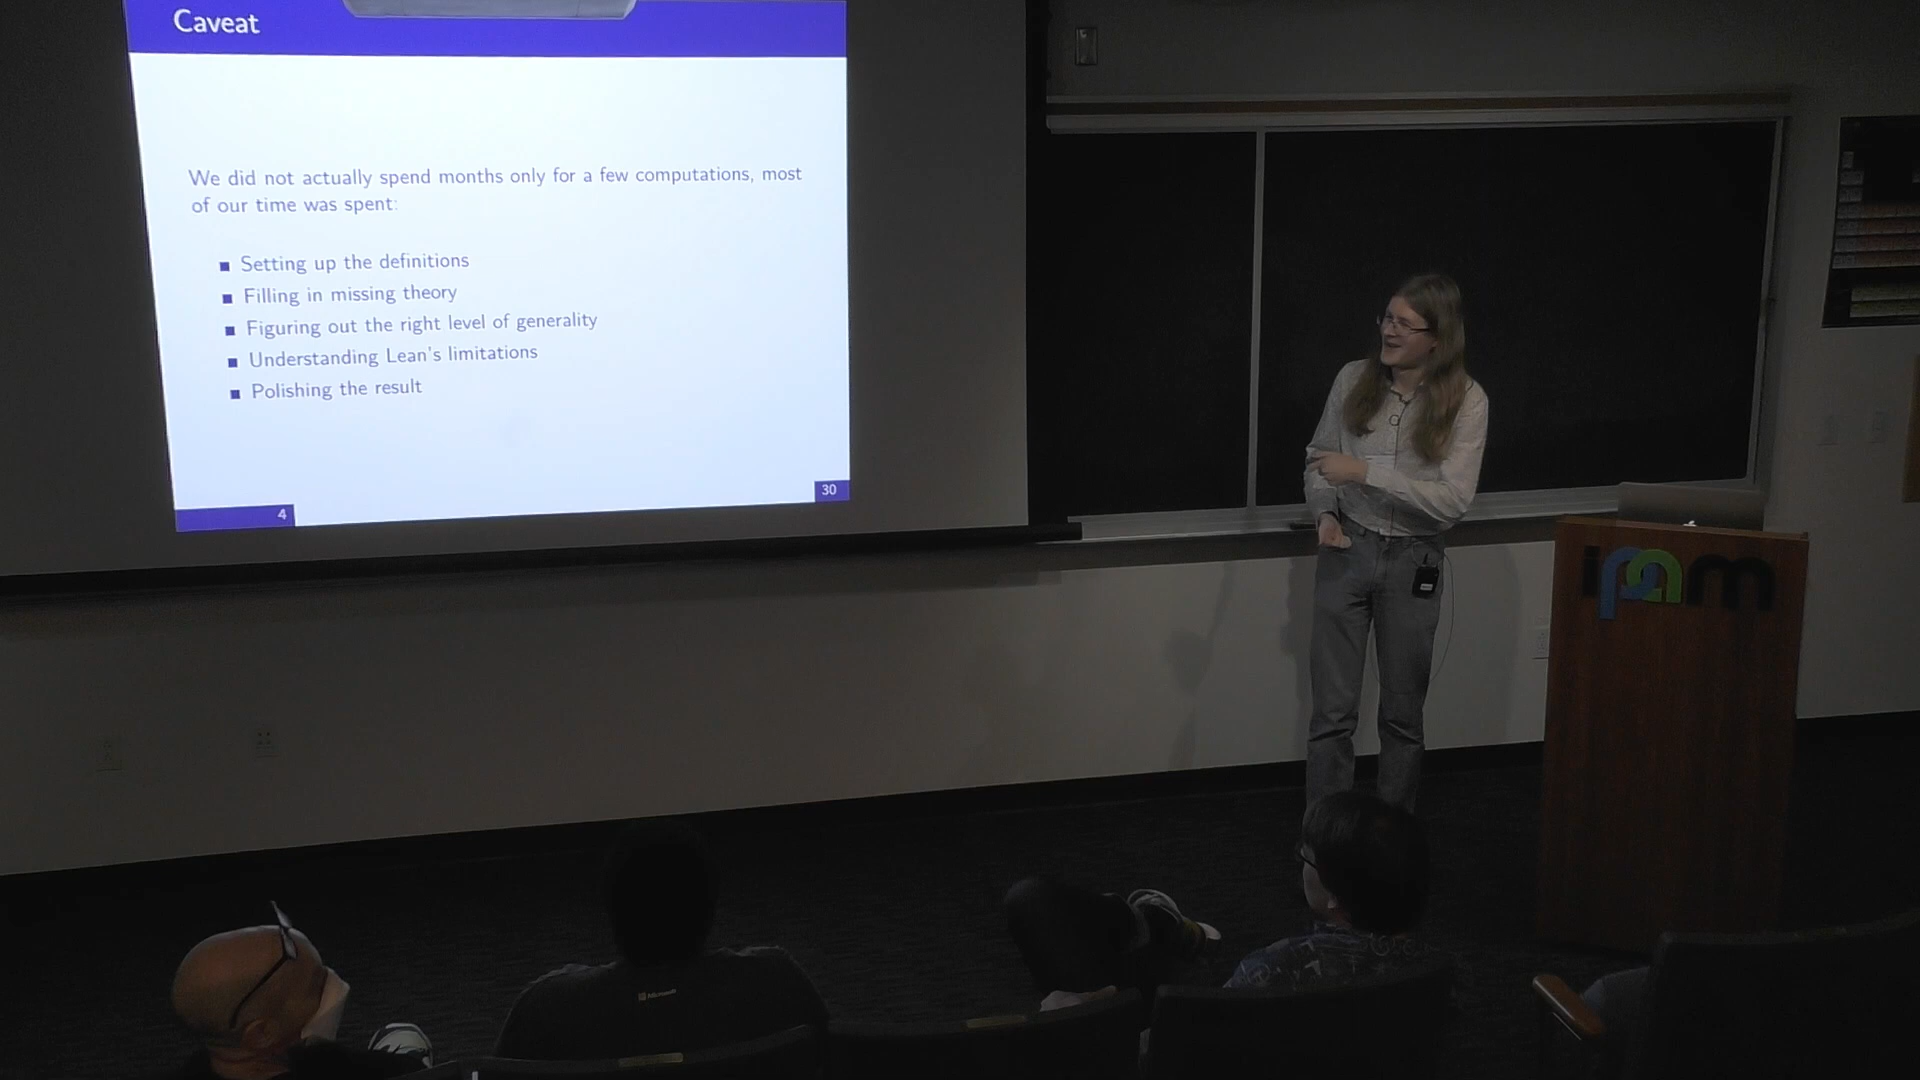 Caveat
We did not actually spend months only for a few computations, most
of our time was spent:
Setting up the definitions
Filling in missing theory
Figuring out the right level of generality
Understanding Lean's limitations
Polishing the result
4
30
ipam
Microsoft